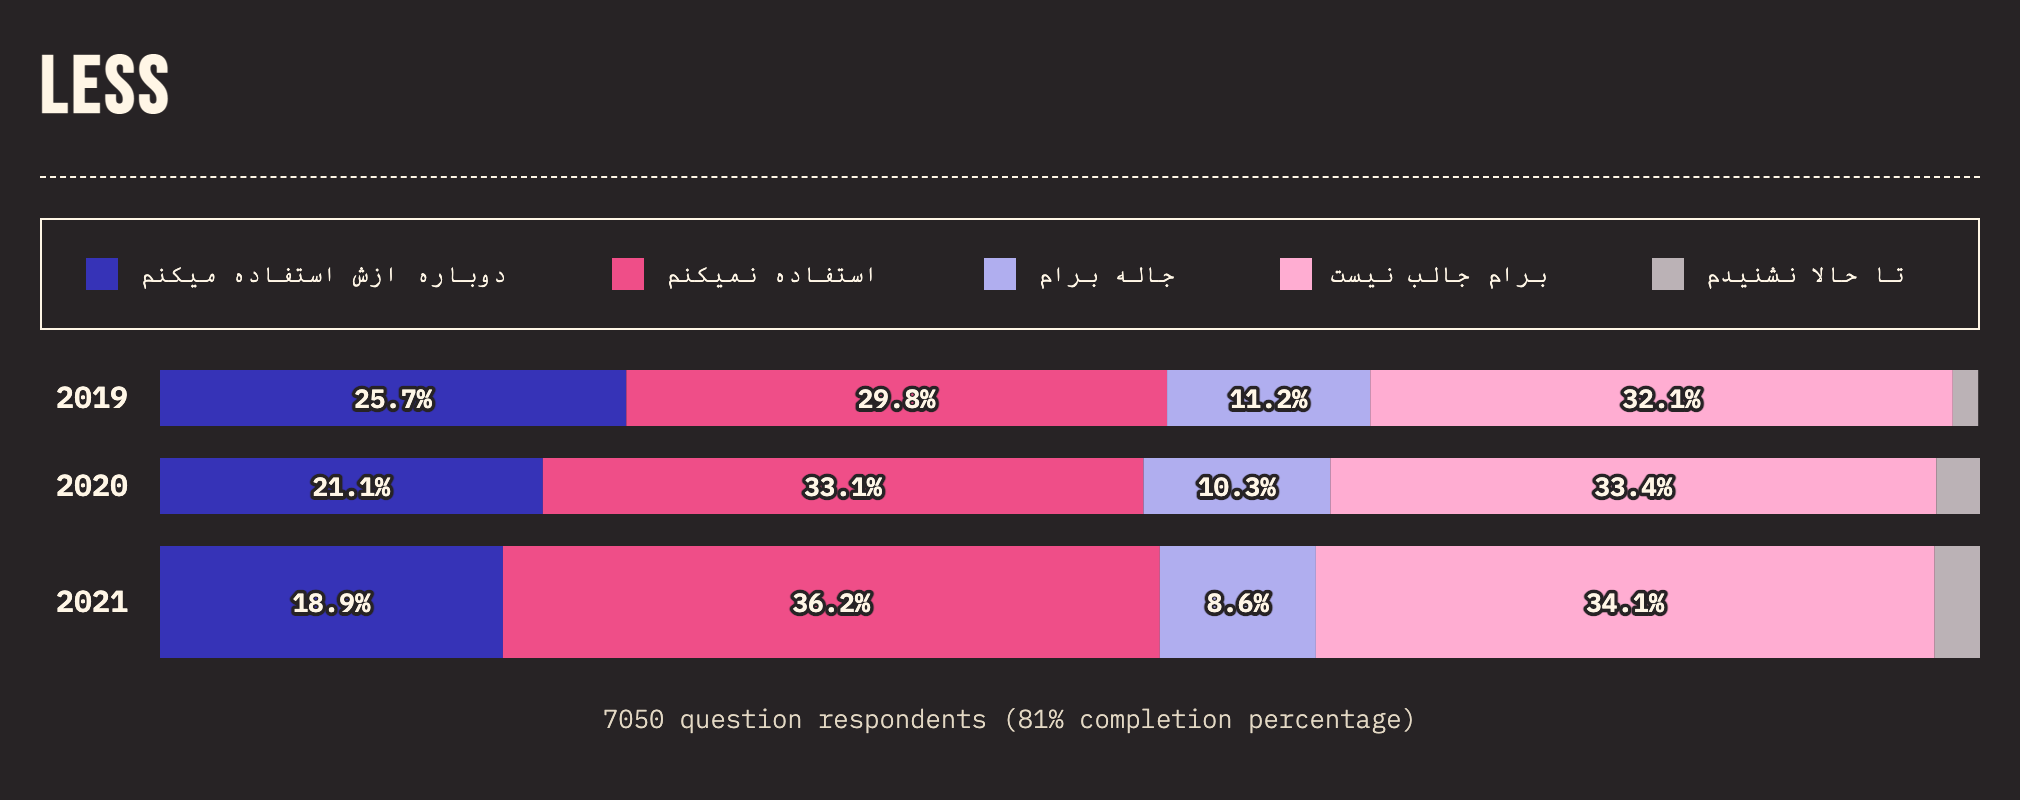 LESS
دوباره ازش استفاده میکنم
استفاده نمیکنم
جاله برام
برام جالب نیست
تا حالا نشنیدم
2019 25.7% 29.8% 11.2% 32.1%
2020 21.1% 33.1% 10.3% 33.4%
2021 18.9% 36.2% 8.6% 34.1%
7050 question respondents (81% completion percentage)